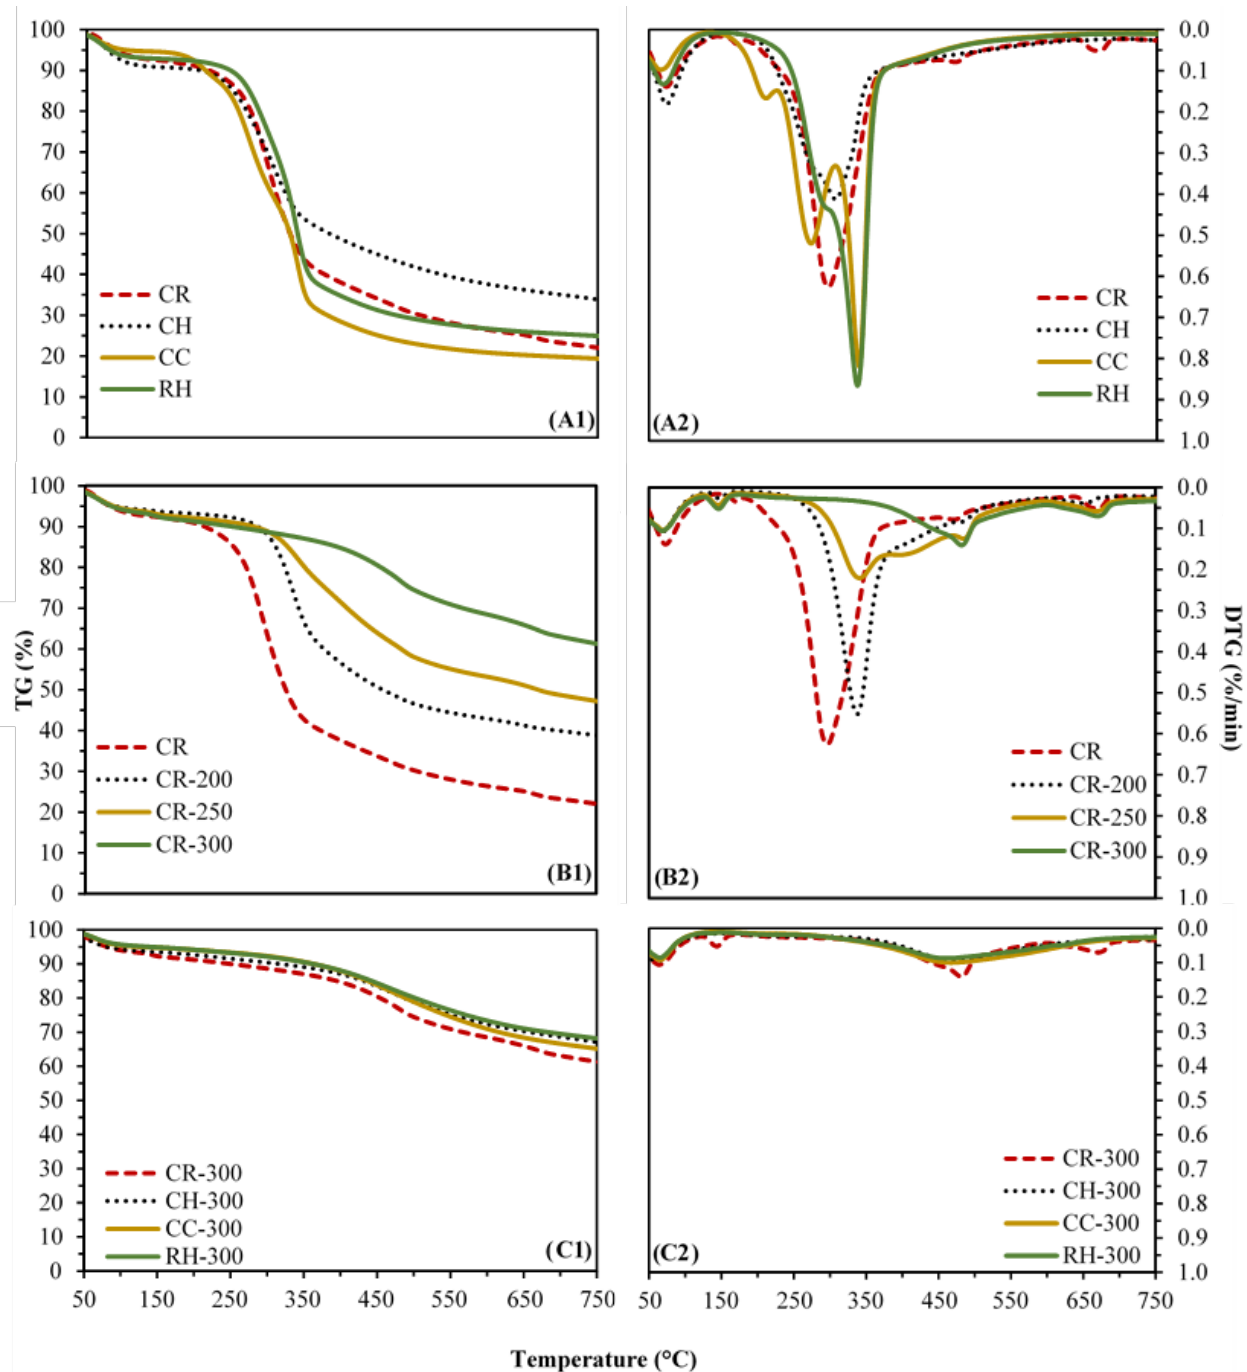 100
90
80
70
60
50
40
30
20
10
0
CR
CH
CC
RH
(A1)
0.0
0.1
0.2
0.3
0.4
0.5
0.6
0.7
0.8
0.9
1.0
CR
CH
CC
RH
(A2)
100
90
80
70
60
50
40
30
20
10
0
TG (%)
CR
CR-200
CR-250
CR-300
(B1)
0.0
0.1
0.2
0.3
0.4
0.5
0.6
0.7
0.8
0.9
1.0
DTG (%/min)
CR
CR-200
CR-250
CR-300
(B2)
100
90
80
70
60
50
40
30
20
10
0
CR-300
CH-300
CC-300
RH-300
(C1)
50 150 250 350 450 550 650 750
0.0
0.1
0.2
0.3
0.4
0.5
0.6
0.7
0.8
0.9
1.0
CR-300
CH-300
CC-300
RH-300
(C2)
50 150 250 350 450 550 650 750
Temperature (°C)